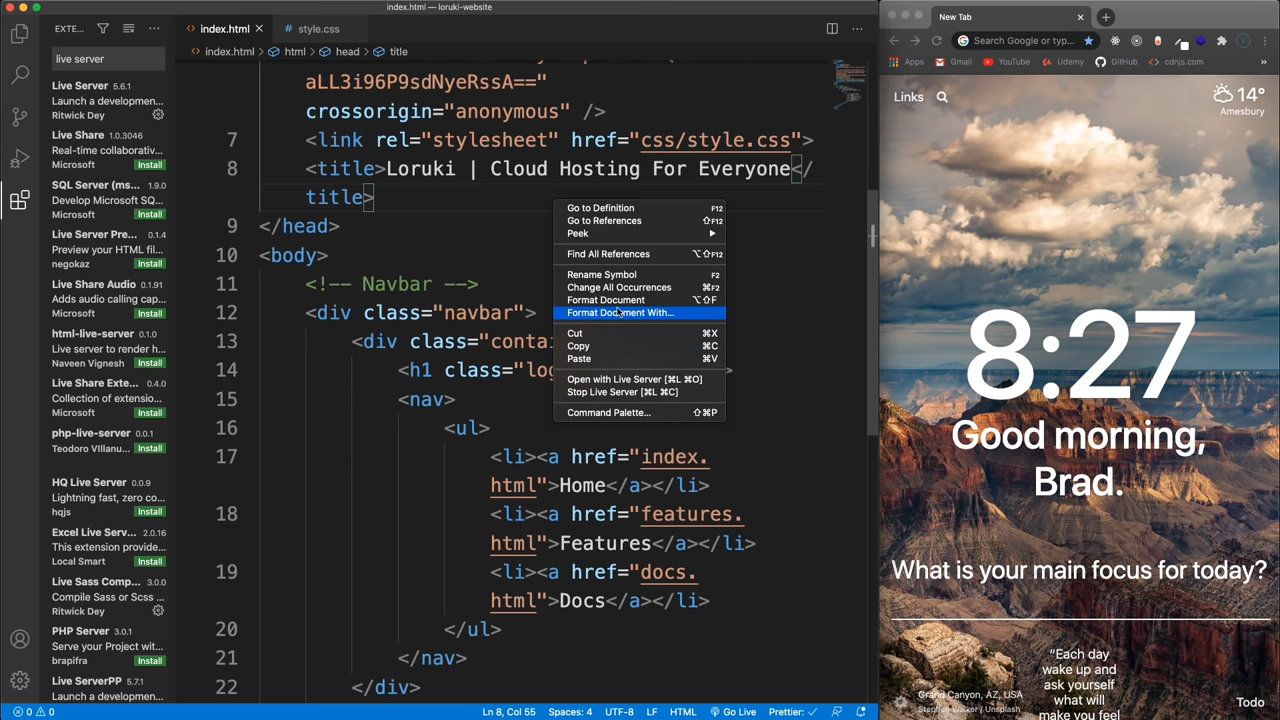 index.html — loruki-website
EXTE...
live server
Live Server 5.6.1
Launch a developmen...
Ritwick Dey
Live Share 1.0.3046
Real-time collaborativ...
Microsoft Install
SQL Server (ms... 1.9.0
Develop Microsoft SQ...
Microsoft Install
Live Server Pre... 0.1.4
Preview your HTML fil...
negokaz Install
Live Share Audio 0.1.91
Adds audio calling cap...
Microsoft Install
html-live-server 0.0.1
Live server to render h...
Naveen Vignesh Install
Live Share Exte... 0.4.0
Collection of extensio...
Microsoft Install
php-live-server 0.0.1
Teodoro VIllanu... Install
HQ Live Server 0.0.9
Lightning fast, zero co...
hqjs Install
Excel Live Serv... 2.0.16
This extension provide...
Local Smart Install
Live Sass Comp... 3.0.0
Compile Sass or Scss ...
Ritwick Dey
PHP Server 3.0.1
Serve your Project wit...
brapifra Install
Live ServerPP 5.7.1
Launch a developmen...
index.html
style.css
index.html > html > head > title
aLL3i96P9sdNyeRssA=="
crossorigin="anonymous" />
7 <link rel="stylesheet" href="css/style.css">
8 <title>Loruki | Cloud Hosting For Everyone</
title>
9 </head>
10 <body>
11 <!-- Navbar -->
12 <div class="navbar">
13 <div class="contai
14 <h1 class="log >
15 <nav>
16 <ul>
17 <li><a href="index.
html">Home</a></li>
18 <li><a href="features.
html">Features</a></li>
19 <li><a href="docs.
html">Docs</a></li>
20 </ul>
21 </nav>
22 </div>
Go to Definition F12
Go to References ⇧F12
Peek
Find All References ⌥⇧F12
Rename Symbol F2
Change All Occurrences ⌘F2
Format Document ⌥⇧F
Format Document With...
Cut ⌘X
Copy ⌘C
Paste ⌘V
Open with Live Server [⌘L ⌘O]
Stop Live Server [⌘L ⌘C]
Command Palette... ⇧⌘P
0 0
Ln 8, Col 55 Spaces: 4 UTF-8 LF HTML Go Live Prettier: ✓
New Tab
Search Google or typ...
Apps Gmail YouTube Udemy GitHub cdnjs.com »
Links
14°
Amesbury
8:27
Good morning,
Brad.
What is your main focus for today?
"Each day
wake up and
ask yourself
what will
make you feel
Grand Canyon, AZ, USA
Stephen Walker / Unsplash
Todo